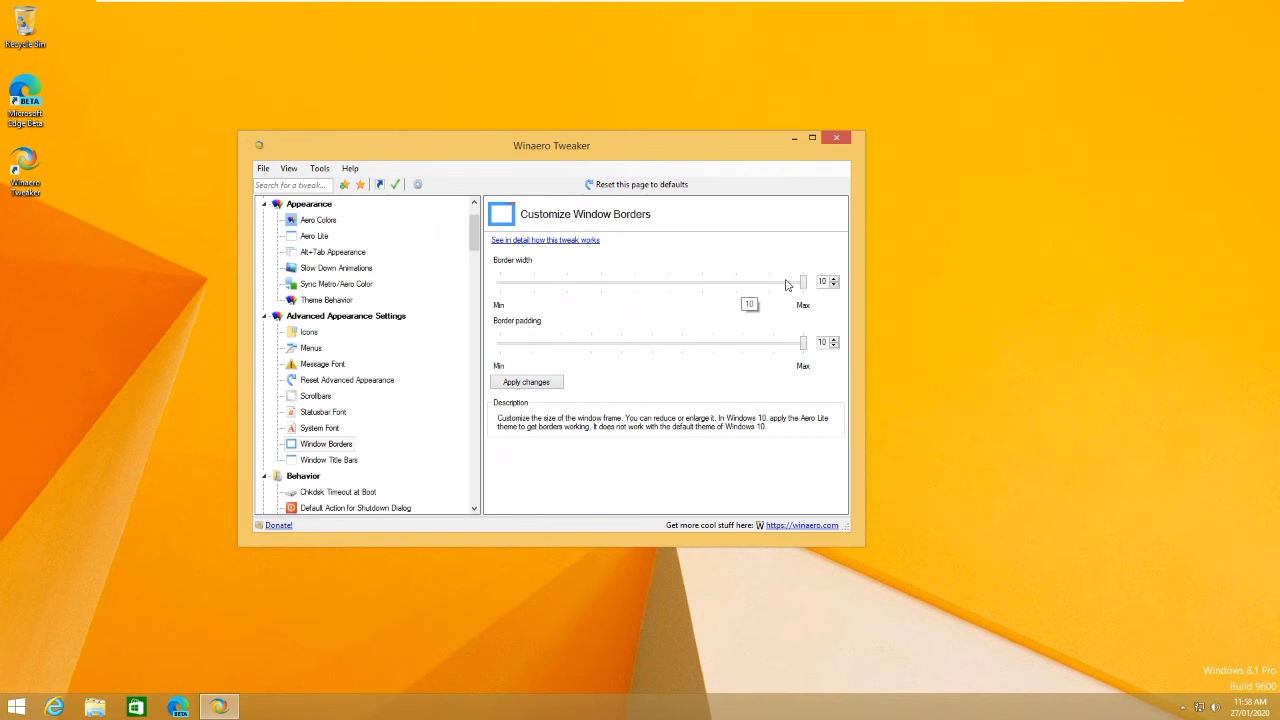 Recycle Bin
Microsoft
Edge Beta
BETA
Winaero
Tweaker
Winaero Tweaker
File View Tools Help
Search for a tweak...
Reset this page to defaults
Appearance
Aero Colors
Aero Lite
Alt+Tab Appearance
Slow Down Animations
Sync Metro/Aero Color
Theme Behavior
Advanced Appearance Settings
Icons
Menus
Message Font
Reset Advanced Appearance
Scrollbars
Statusbar Font
System Font
Window Borders
Window Title Bars
Behavior
Chkdsk Timeout at Boot
Default Action for Shutdown Dialog
Customize Window Borders
See in detail how this tweak works
Border width
10
10
Min Max
Border padding
10
Min Max
Apply changes
Description
Customize the size of the window frame. You can reduce or enlarge it. In Windows 10, apply the Aero Lite
theme to get borders working. It does not work with the default theme of Windows 10.
Donate!
Get more cool stuff here: W https://winaero.com
Windows 8.1 Pro
Build 9600
BETA
11:58 AM
27/01/2020